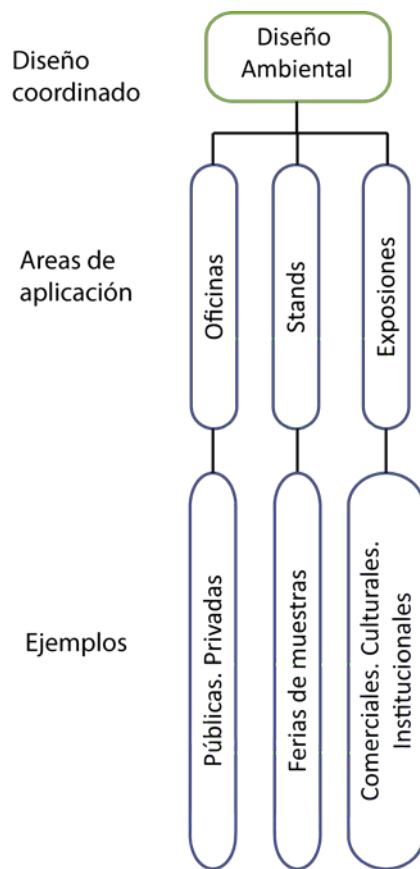 Diseño
coordinado
Diseño
Ambiental
Areas de
aplicación
Oficinas
Stands
Exposiones
Ejemplos
Públicas. Privadas
Ferias de muestras
Comerciales. Culturales.
Institucionales